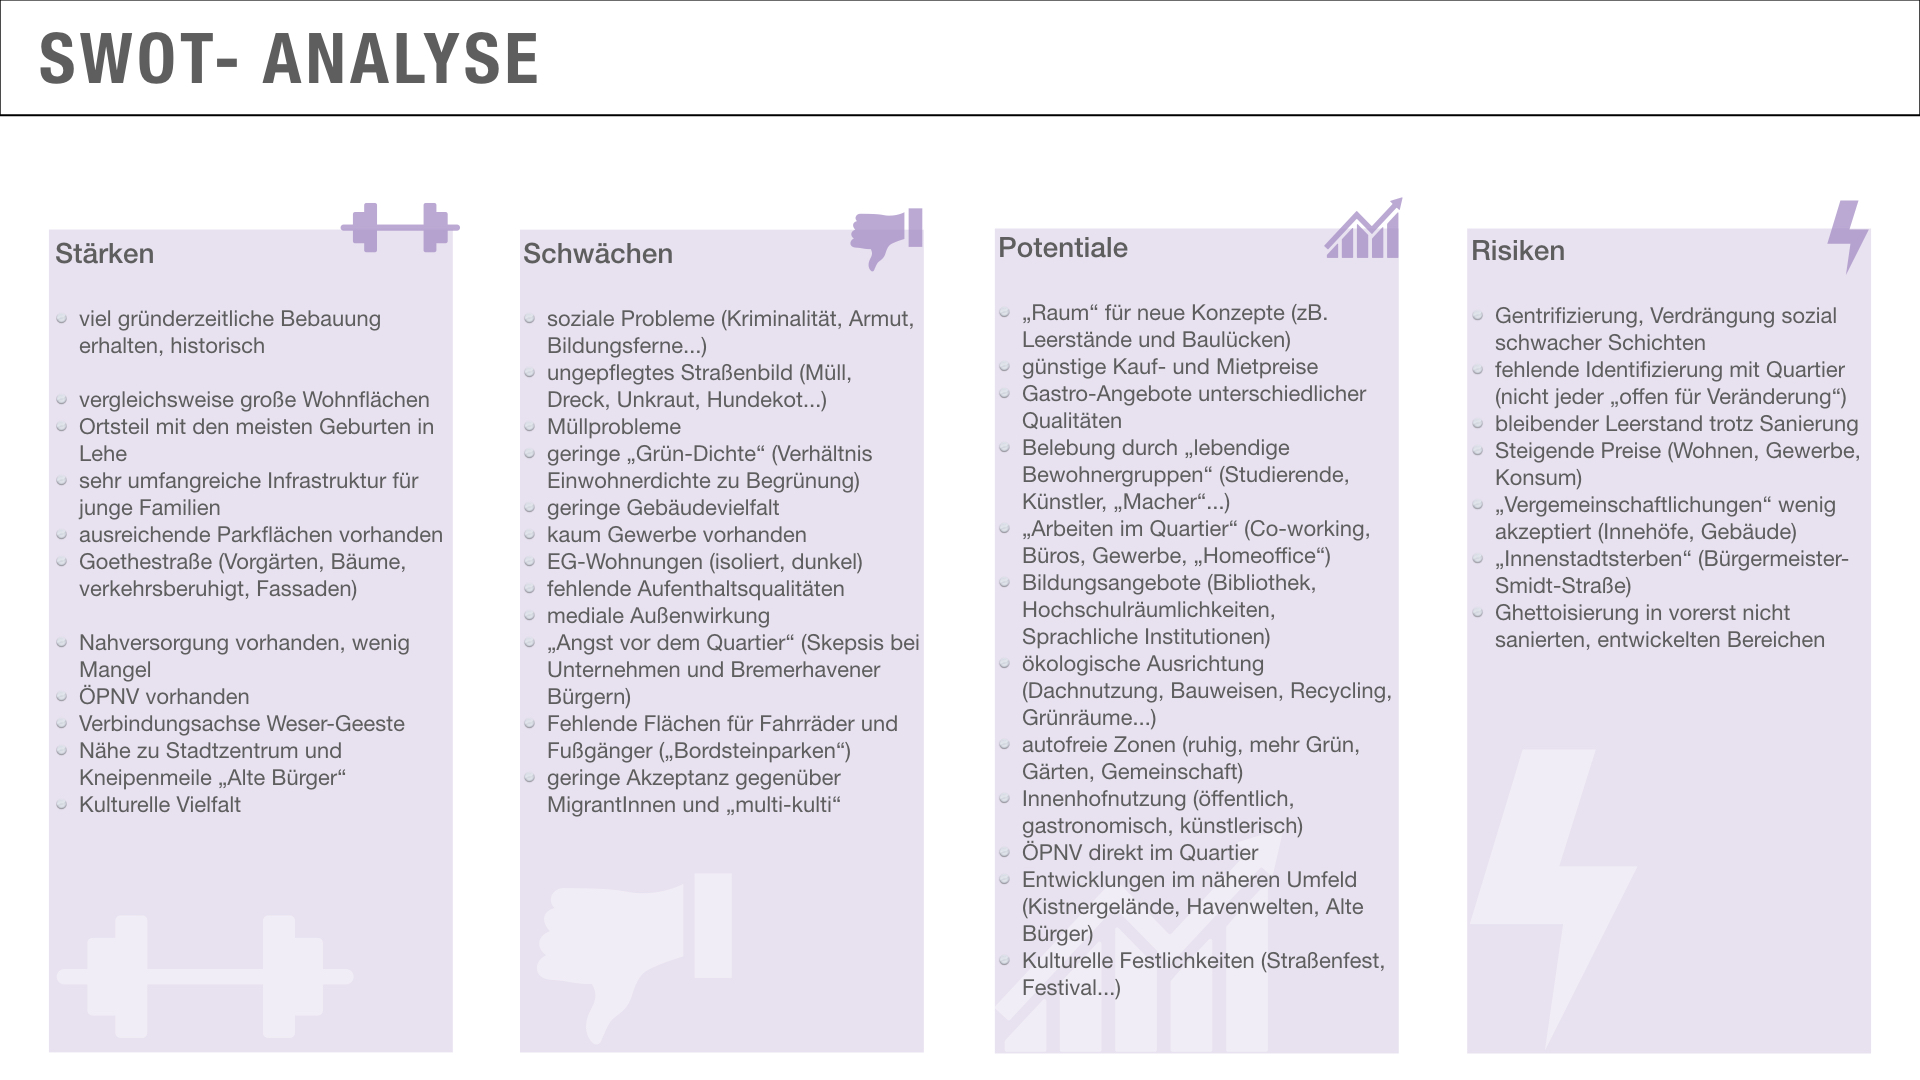 SWOT- ANALYSE
Stärken
viel gründerzeitliche Bebauung
erhalten, historisch
vergleichsweise große Wohnflächen
Ortsteil mit den meisten Geburten in
Lehe
sehr umfangreiche Infrastruktur für
junge Familien
ausreichende Parkflächen vorhanden
Goethestraße (Vorgärten, Bäume,
verkehrsberuhigt, Fassaden)
Nahversorgung vorhanden, wenig
Mangel
ÖPNV vorhanden
Verbindungsachse Weser-Geeste
Nähe zu Stadtzentrum und
Kneipenmeile „Alte Bürger“
Kulturelle Vielfalt
Schwächen
soziale Probleme (Kriminalität, Armut,
Bildungsferne...)
ungepflegtes Straßenbild (Müll,
Dreck, Unkraut, Hundekot...)
Müllprobleme
geringe „Grün-Dichte“ (Verhältnis
Einwohnerdichte zu Begrünung)
geringe Gebäudevielfalt
kaum Gewerbe vorhanden
EG-Wohnungen (isoliert, dunkel)
fehlende Aufenthaltsqualitäten
mediale Außenwirkung
„Angst vor dem Quartier“ (Skepsis bei
Unternehmen und Bremerhavener
Bürgern)
Fehlende Flächen für Fahrräder und
Fußgänger („Bordsteinparken“)
geringe Akzeptanz gegenüber
MigrantInnen und „multi-kulti“
Potentiale
„Raum“ für neue Konzepte (zB.
Leerstände und Baulücken)
günstige Kauf- und Mietpreise
Gastro-Angebote unterschiedlicher
Qualitäten
Belebung durch „lebendige
Bewohnergruppen“ (Studierende,
Künstler, „Macher“...)
„Arbeiten im Quartier“ (Co-working,
Büros, Gewerbe, „Homeoffice“)
Bildungsangebote (Bibliothek,
Hochschulräumlichkeiten,
Sprachliche Institutionen)
ökologische Ausrichtung
(Dachnutzung, Bauweisen, Recycling,
Grünräume...)
autofreie Zonen (ruhig, mehr Grün,
Gärten, Gemeinschaft)
Innenhofnutzung (öffentlich,
gastronomisch, künstlerisch)
ÖPNV direkt im Quartier
Entwicklungen im näheren Umfeld
(Kistnergelände, Havenwelten, Alte
Bürger)
Kulturelle Festlichkeiten (Straßenfest,
Festival...)
Risiken
Gentrifizierung, Verdrängung sozial
schwacher Schichten
fehlende Identifizierung mit Quartier
(nicht jeder „offen für Veränderung“)
bleibender Leerstand trotz Sanierung
Steigende Preise (Wohnen, Gewerbe,
Konsum)
„Vergemeinschaftlichungen“ wenig
akzeptiert (Innehöfe, Gebäude)
„Innenstadtsterben“ (Bürgermeister-
Smidt-Straße)
Ghettoisierung in vorerst nicht
sanierten, entwickelten Bereichen